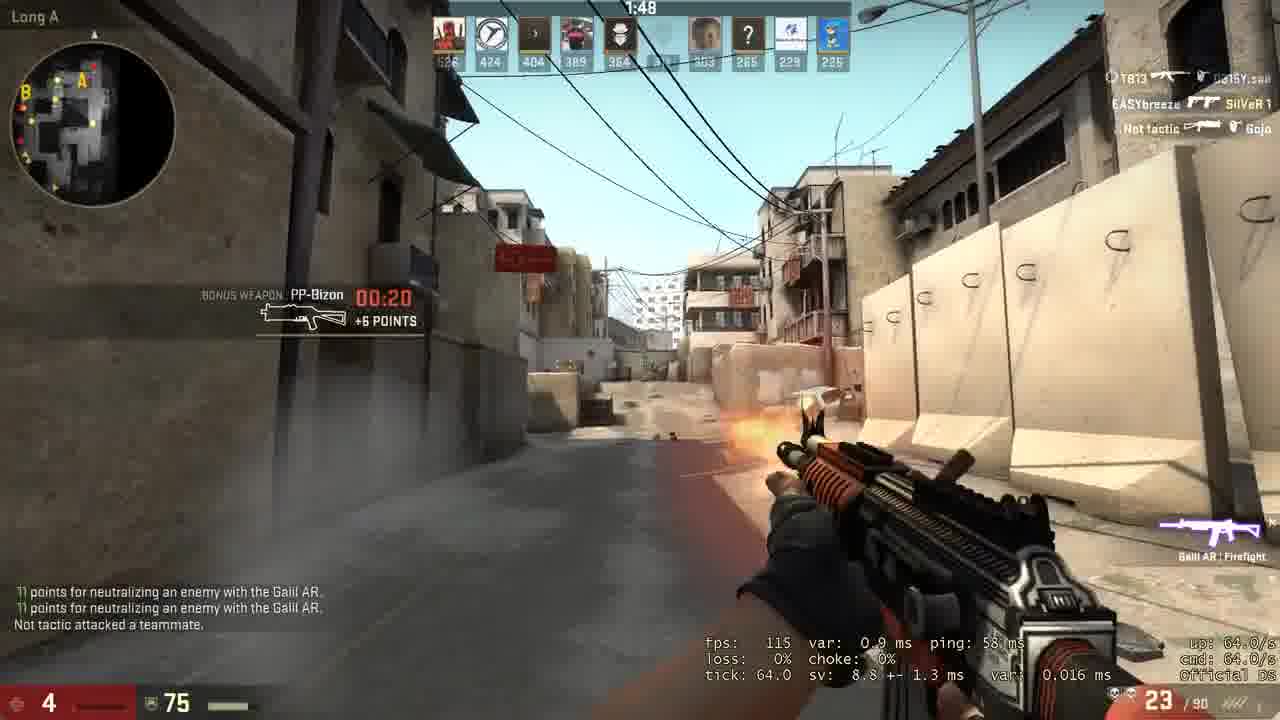 Long A
1:48
A
B
526 424 404 389 354 303 265 229 225
?
T813
EASYbreeze SilVeR 1
Not tactic Gojo
BONUS WEAPON: PP-Bizon 00:20
+6 POINTS
Galil AR | Firefight
11 points for neutralizing an enemy with the Galil AR.
11 points for neutralizing an enemy with the Galil AR.
Not tactic attacked a teammate.
fps: 115 var: 0.9 ms ping: 58 ms
loss: 0% choke: 0%
tick: 64.0 sv: 8.8 +- 1.3 ms var: 0.016 ms
up: 64.0/s
cmd: 64.0/s
official DS
4 75
23 / 90